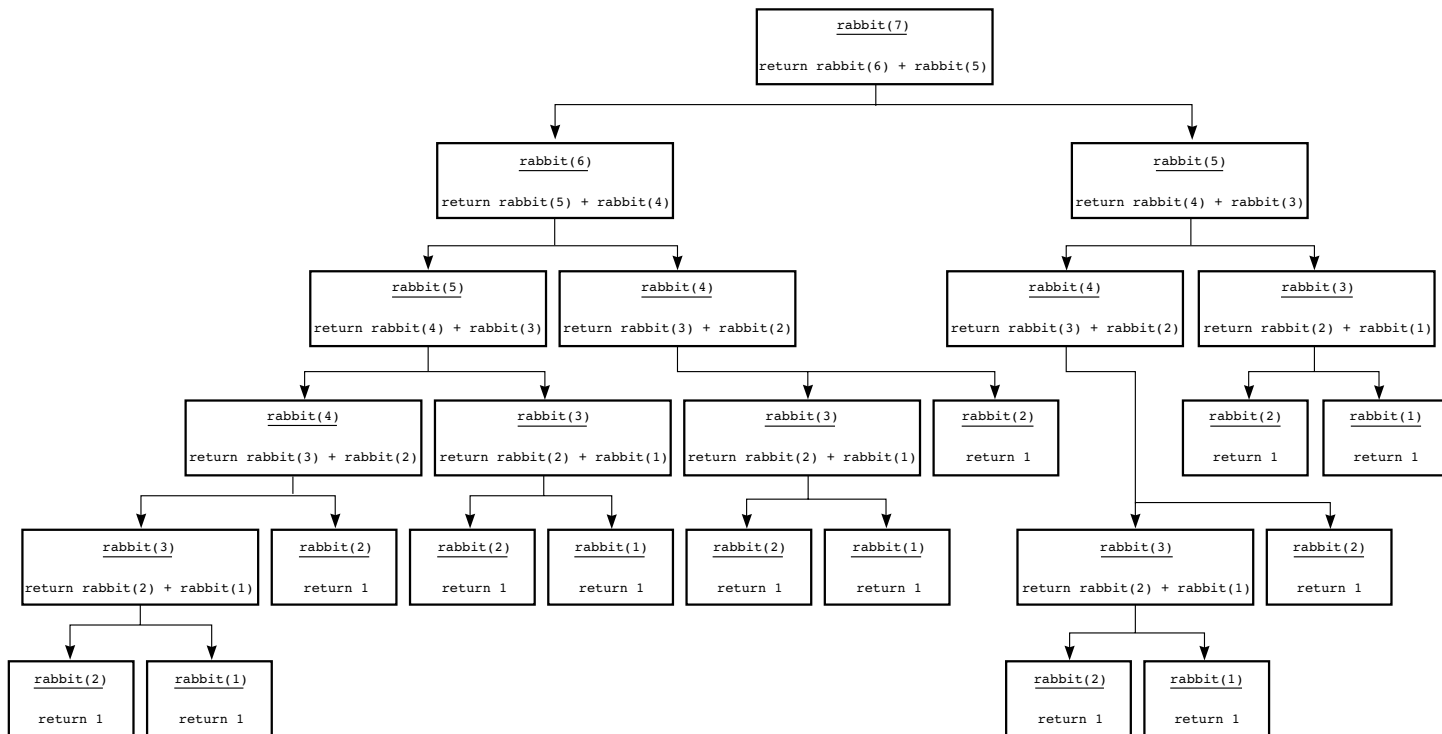 rabbit(7)
return rabbit(6) + rabbit(5)
rabbit(6)
return rabbit(5) + rabbit(4)
rabbit(5)
return rabbit(4) + rabbit(3)
rabbit(5)
return rabbit(4) + rabbit(3)
rabbit(4)
return rabbit(3) + rabbit(2)
rabbit(4)
return rabbit(3) + rabbit(2)
rabbit(3)
return rabbit(2) + rabbit(1)
rabbit(4)
return rabbit(3) + rabbit(2)
rabbit(3)
return rabbit(2) + rabbit(1)
rabbit(3)
return rabbit(2) + rabbit(1)
rabbit(2)
return 1
rabbit(2)
return 1
rabbit(1)
return 1
rabbit(3)
return rabbit(2) + rabbit(1)
rabbit(2)
return 1
rabbit(2)
return 1
rabbit(1)
return 1
rabbit(2)
return 1
rabbit(1)
return 1
rabbit(3)
return rabbit(2) + rabbit(1)
rabbit(2)
return 1
rabbit(2)
return 1
rabbit(1)
return 1
rabbit(2)
return 1
rabbit(1)
return 1